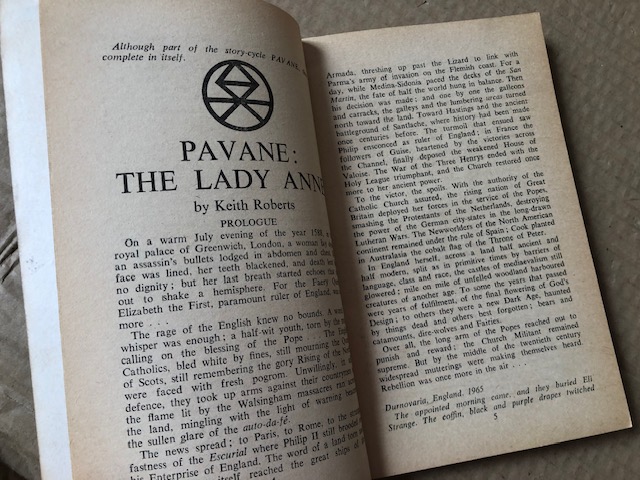 Although part of the story-cycle PAVANE,
complete in itself.
PAVANE:
THE LADY ANNE
by Keith Roberts
PROLOGUE
On a warm July evening of the year 1588,
royal palace of Greenwich, London, a woman lay
an assassin's bullets lodged in abdomen and
face was lined, her teeth blackened, and death
no dignity; but her last breath started echoes
out to shake a hemisphere. For the Faery
Elizabeth the First, paramount ruler of England,
more . . .
The rage of the English knew no bounds. A
whisper was enough; a half-wit youth, torn by the
calling on the blessing of the Pope . . . The
Catholics, bled white by fines, still mourning the
of Scots, still remembering the gory Rising of the
were faced with fresh pogrom. Unwillingly,
defence, they took up arms against their
the flame lit by the Walsingham massacres
the land, mingling with the light of warning
the sullen glare of the auto-da-fé.
The news spread; to Paris, to Rome, to the
fastness of the Escurial where Philip II still brooded
his Enterprise of England. The word of a land torn
itself reached the great ships of
Armada, threshing up past the Lizard to link with
Parma's army of invasion on the Flemish coast. For a
day, while Medina-Sidonia paced the decks of the San
Martin, the fate of half the world hung in balance. Then
his decision was made; and one by one the galleons
and carracks, the galleys and the lumbering urcas turned
north toward the land. Toward Hastings and the ancient
battleground of Santlache, where history had been made
once centuries before. The turmoil that ensued saw
Philip ensconced as ruler of England; in France the
followers of Guise, heartened by the victories across
the Channel, finally deposed the weakened House of
Valois. The War of the Three Henrys ended with the
Holy League triumphant, and the Church restored once
more to her ancient power.
To the victor, the spoils. With the authority of the
Catholic Church assured, the rising nation of Great
Britain deployed her forces in the service of the Popes,
smashing the Protestants of the Netherlands, destroying
the power of the German city-states in the long-drawn
Lutheran Wars. The Newworlders of the North American
continent remained under the rule of Spain; Cook planted
in Australasia the cobalt flag of the Throne of Peter.
In England herself, across a land half ancient and
half modern, split as in primitive times by barriers of
language, class and race, the castles of mediaevalism still
glowered; mile on mile of unfelled woodland harboured
creatures of another age. To some the years that passed
were years of fulfilment, of the final flowering of God's
Design; to others they were a new Dark Age, haunted
by things dead and others best forgotten; bears and
catamounts, dire-wolves and Fairies.
Over all, the long arm of the Popes reached out to
punish and reward; the Church Militant remained
supreme. But by the middle of the twentieth century
widespread mutterings were making themselves heard.
Rebellion was once more in the air . . .
Durnovaria, England, 1965
The appointed morning came, and they buried Eli
Strange. The coffin, black and purple drapes twitched
5